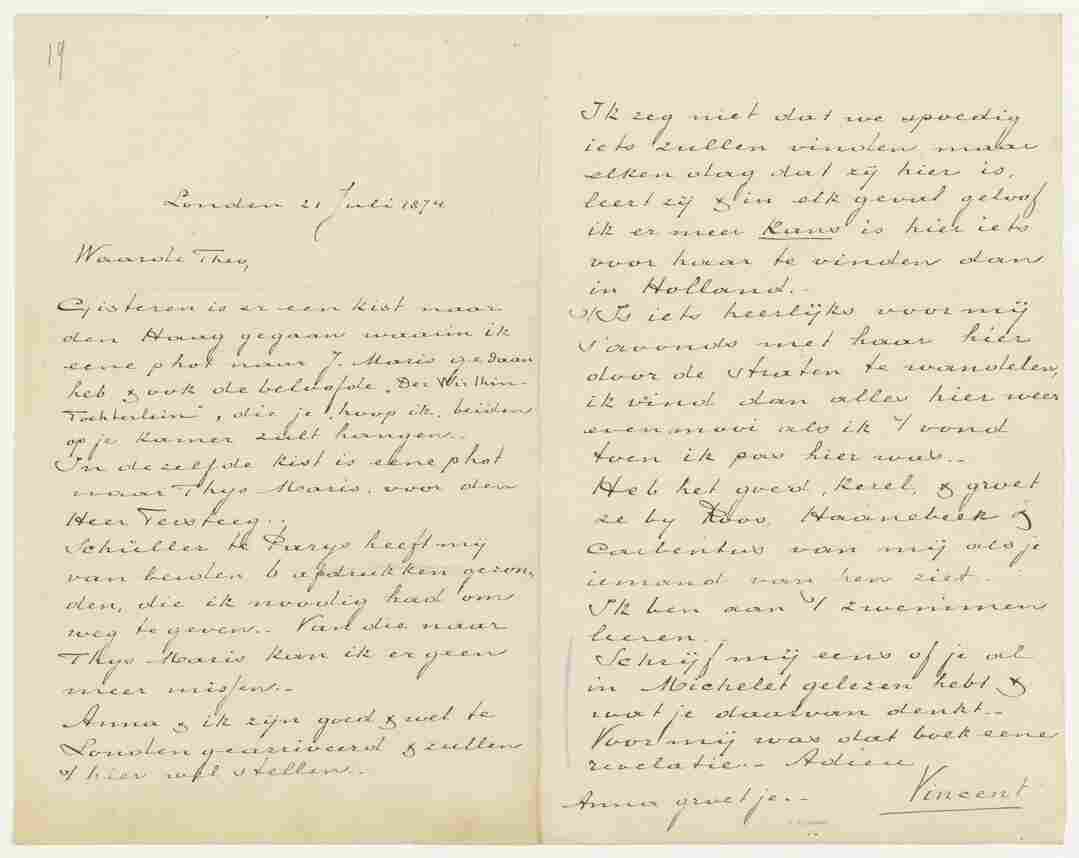 19
Londen 21 Juli 1874
Waarde Theo,
Gisteren is er een kist naar
den Haag gegaan waarin ik
eene phot naar J. Maris gedaan
heb & ook de beloofde „Der Wirthin
Töchterlein", die je, hoop ik, beiden
op je kamer zult hangen.-
In dezelfde kist is eene phot
naar Thys Maris, voor den
Heer Tersteeg..
Schüller te Parys heeft mij
van beiden 6 afdrukken gezon-
den, die ik noodig had om
weg te geven.. Van die naar
Thys Maris kan ik er geen
meer missen.-
Anna & ik zijn goed & wel te
Londen gearriveerd & zullen
't hier wel stellen.-
Ik zeg niet dat we spoedig
iets zullen vinden maar
elken dag dat zij hier is,
leert zij & in elk geval geloof
ik er meer kans is hier iets
voor haar te vinden dan
in Holland.-
't Is iets heerlijks voor mij
s'avonds met haar hier
door de straten te wandelen,
ik vind dan alles hier weer
even mooi als ik 't vond
toen ik pas hier was.-
Heb het goed, kerel, & groet
ze by Roos, Haanebeek &
Carbentus van mij als je
iemand van hen ziet.
Ik ben aan 't zwemmen
leeren.
Schrijf mij eens of je al
in Michelet gelezen hebt &
wat je daarvan denkt.-
Voor mij was dat boek eene
revelatie.- Adieu
Vincent
Anna groet je.-